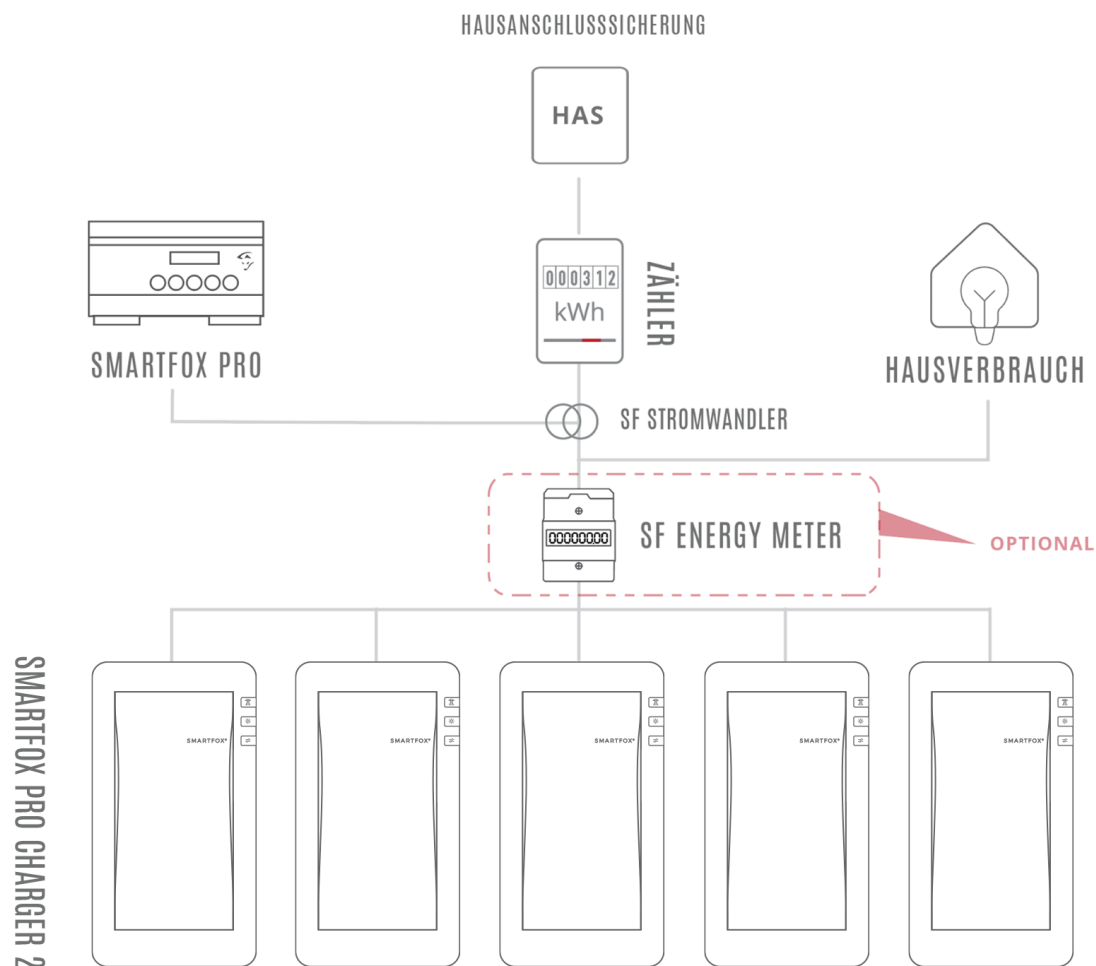 HAUSANSCHLUSSSICHERUNG
HAS
000312
kWh
ZÄHLER
SMARTFOX PRO
HAUSVERBRAUCH
SF STROMWANDLER
00000000
SF ENERGY METER
OPTIONAL
SMARTFOX PRO CHARGER 2
SMARTFOX®
SMARTFOX®
SMARTFOX®
SMARTFOX®
SMARTFOX®